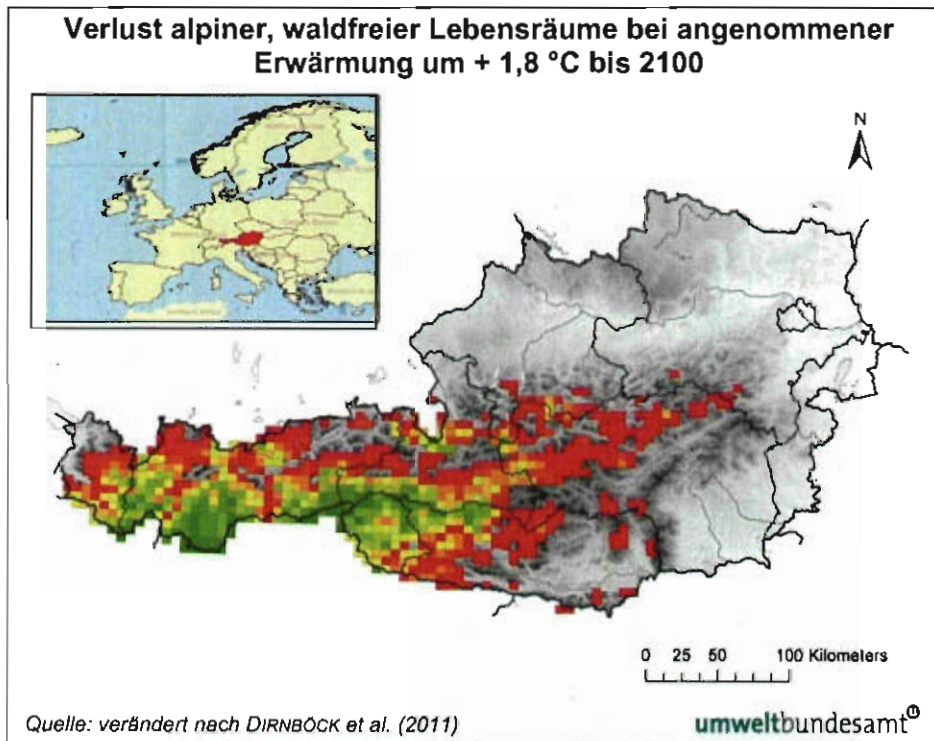 Verlust alpiner, waldfreier Lebensräume bei angenommener
Erwärmung um + 1,8 °C bis 2100
N
0 25 50 100 Kilometers
Quelle: verändert nach DIRNBÖCK et al. (2011)
umweltbundesamt